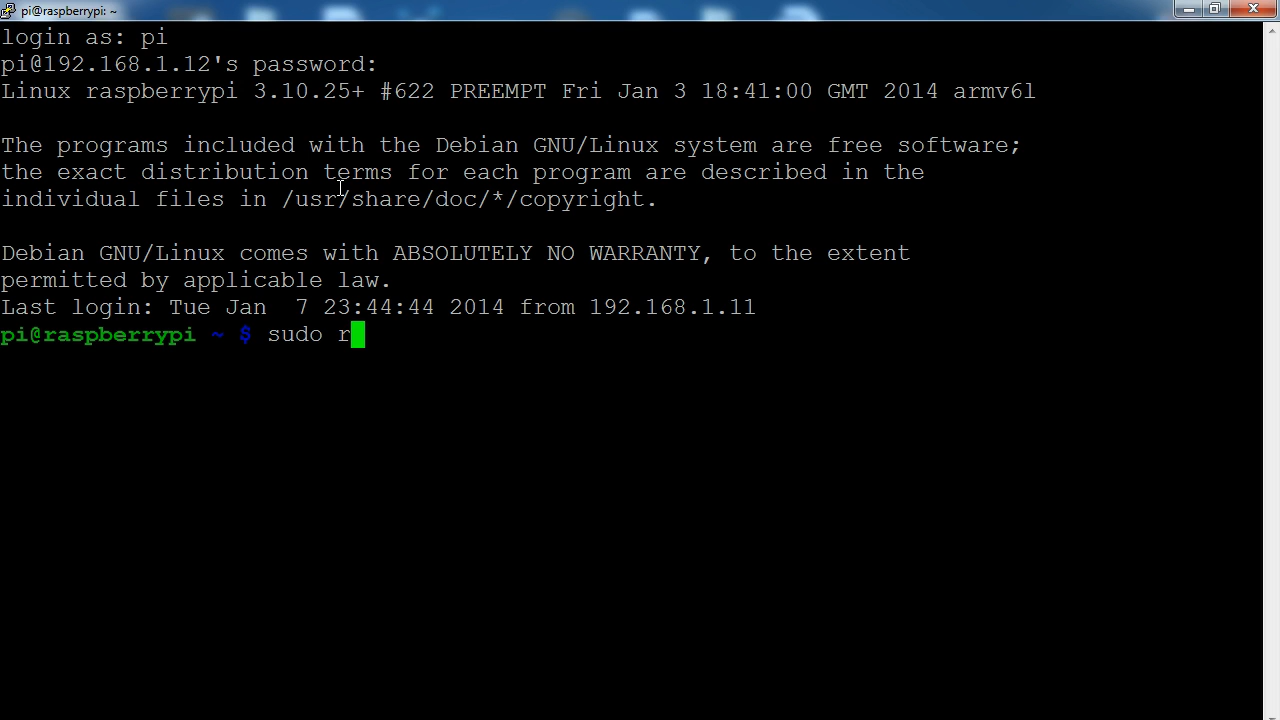 pi@raspberrypi: ~
login as: pi
pi@192.168.1.12's password:
Linux raspberrypi 3.10.25+ #622 PREEMPT Fri Jan 3 18:41:00 GMT 2014 armv6l
The programs included with the Debian GNU/Linux system are free software;
the exact distribution terms for each program are described in the
individual files in /usr/share/doc/*/copyright.
Debian GNU/Linux comes with ABSOLUTELY NO WARRANTY, to the extent
permitted by applicable law.
Last login: Tue Jan  7 23:44:44 2014 from 192.168.1.11
pi@raspberrypi ~ $ sudo r